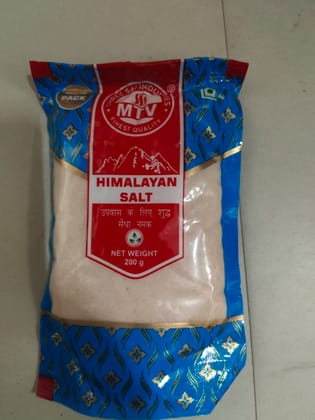 PACK
FINEST QUALITY
MTV
®
HIMALAYAN
SALT
उपवास के लिए शुद्ध
सेंधा नमक
NET WEIGHT
200 g